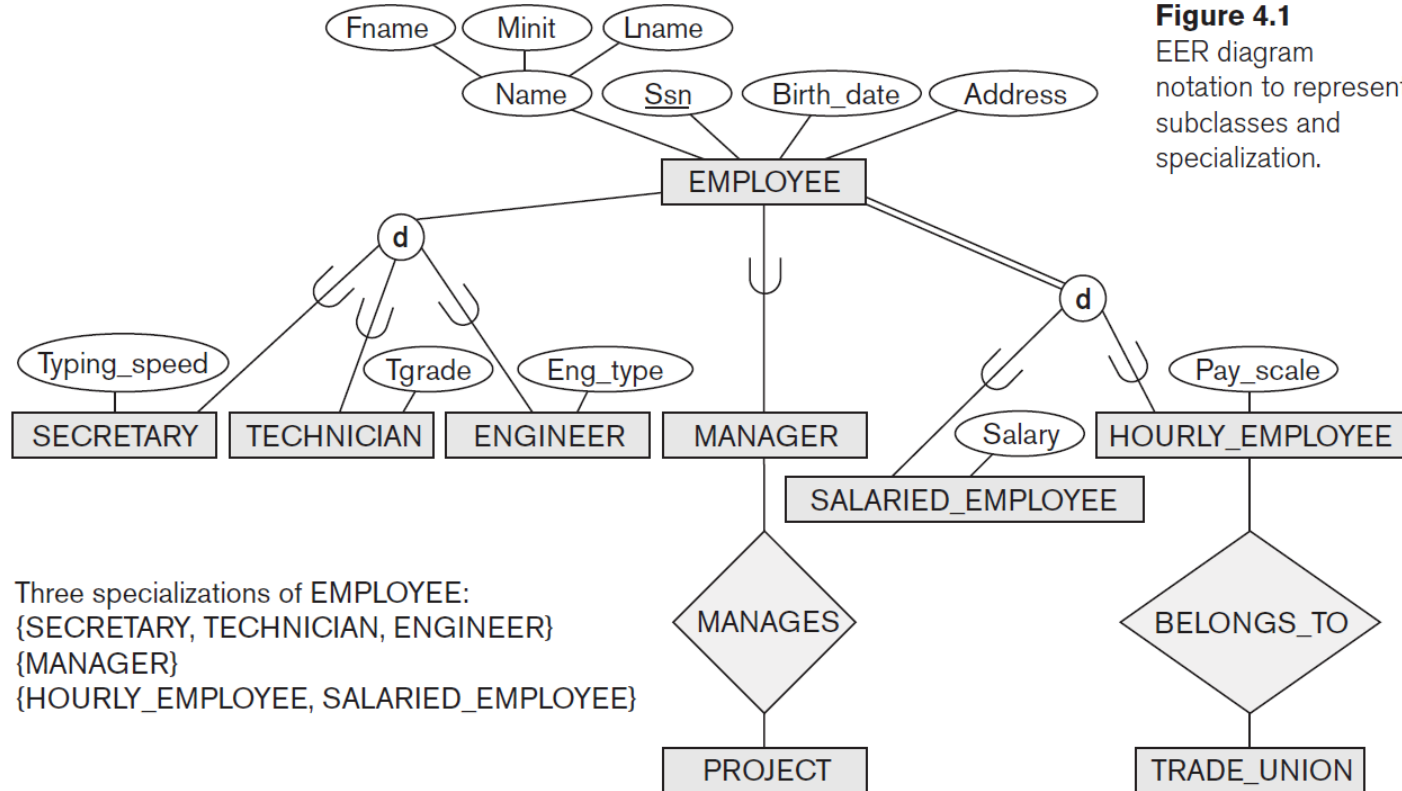 Figure 4.1
EER diagram
notation to represent
subclasses and
specialization.
Fname Minit Lname
Name Ssn Birth_date Address
EMPLOYEE
d
d
Typing_speed Tgrade Eng_type Pay_scale
SECRETARY TECHNICIAN ENGINEER MANAGER Salary HOURLY_EMPLOYEE
SALARIED_EMPLOYEE
Three specializations of EMPLOYEE:
{SECRETARY, TECHNICIAN, ENGINEER}
{MANAGER}
{HOURLY_EMPLOYEE, SALARIED_EMPLOYEE}
MANAGES BELONGS_TO
PROJECT TRADE_UNION